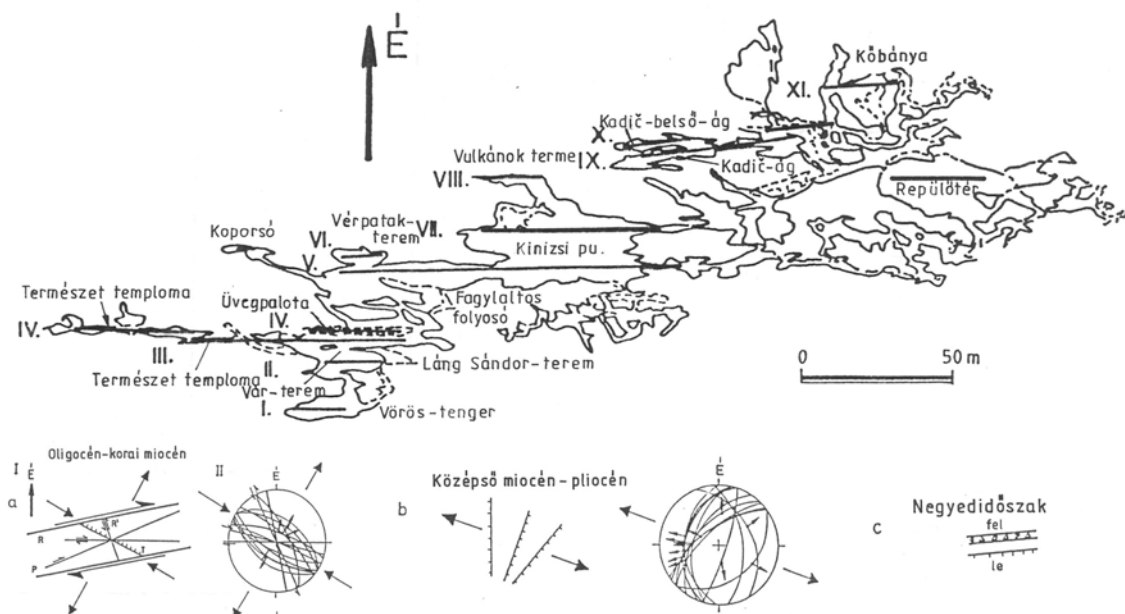 É
Kőbánya
XI.
Kadič-belső-ág
X.
IX.
Kadič-ág
Vulkánok terme
VIII.
Repülőtér
Koporsó
VI.
Vérpatak-
terem
VII.
Kinizsi pu.
V.
Természet temploma
Üvegpalota
IV.
Fagylaltos
folyosó
IV.
III.
Természet temploma
II.
Vár-terem
Láng Sándor-terem
I.
Vörös-tenger
0 50 m
I
Oligocén-korai miocén
É
a
R
R'
P
T
II
É
b
Középső miocén-pliocén
É
c
Negyedidőszak
fel
le